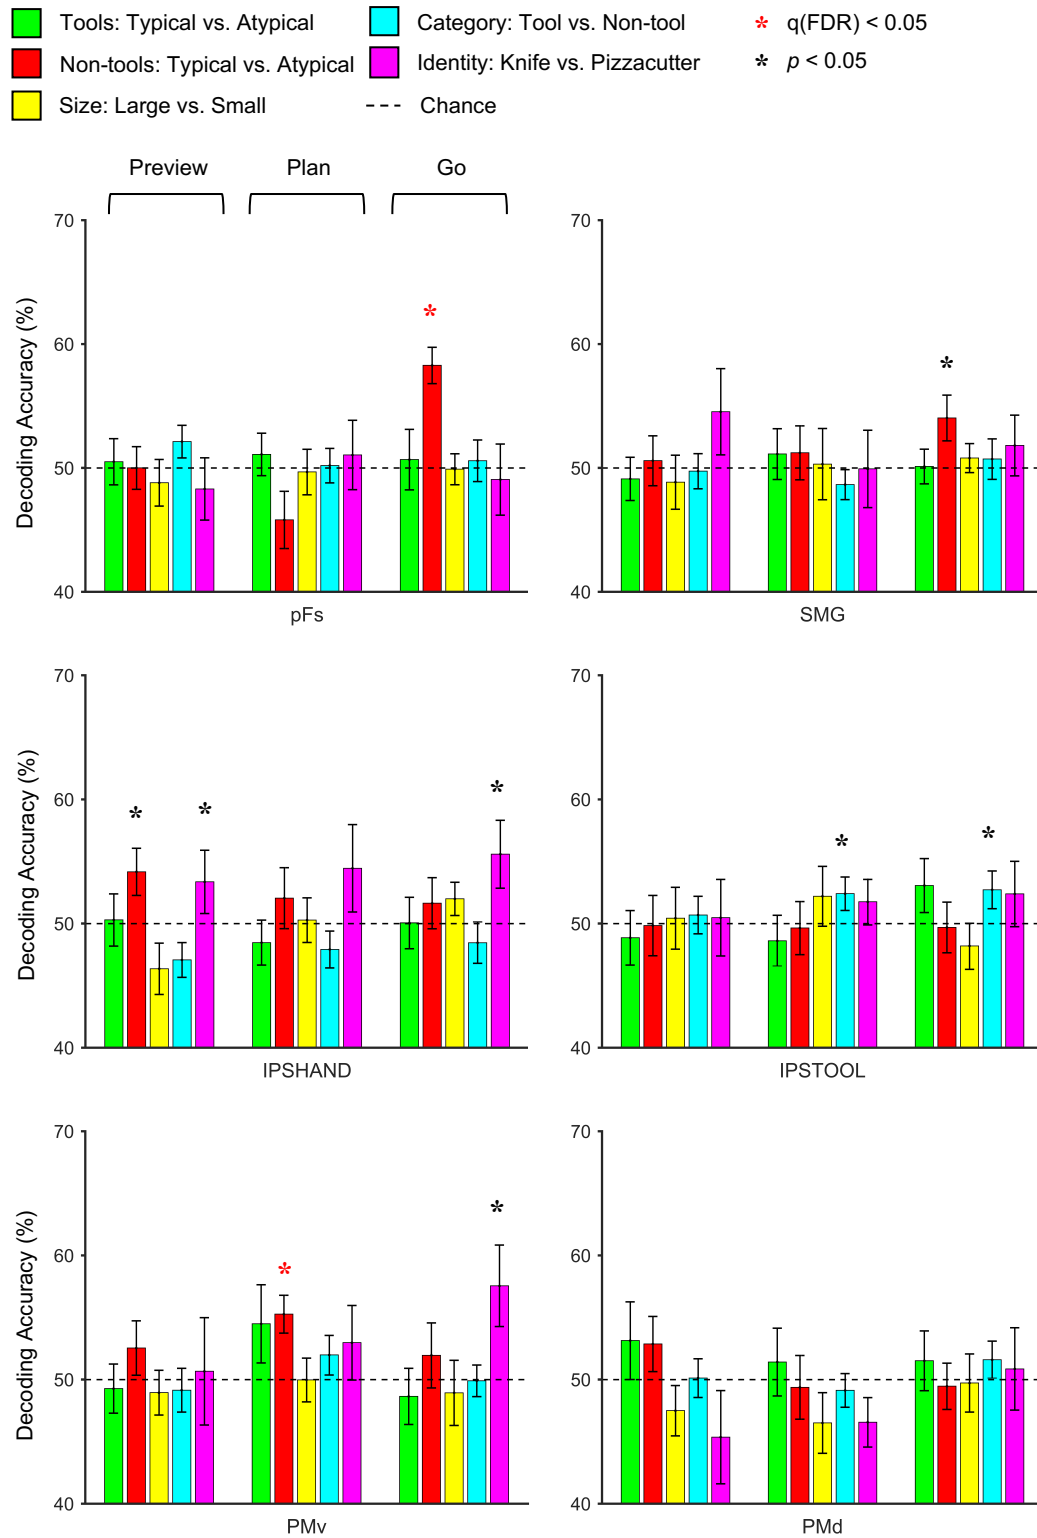 Tools: Typical vs. Atypical
Category: Tool vs. Non-tool
* q(FDR) < 0.05
Non-tools: Typical vs. Atypical
Identity: Knife vs. Pizzacutter
* p < 0.05
Size: Large vs. Small
--- Chance
Preview
Plan
Go
Decoding Accuracy (%)
70
60
50
40
*
pFs
70
60
50
40
*
SMG
Decoding Accuracy (%)
70
60
50
40
* * *
IPSHAND
70
60
50
40
* *
IPSTOOL
Decoding Accuracy (%)
70
60
50
40
* *
PMv
70
60
50
40
PMd